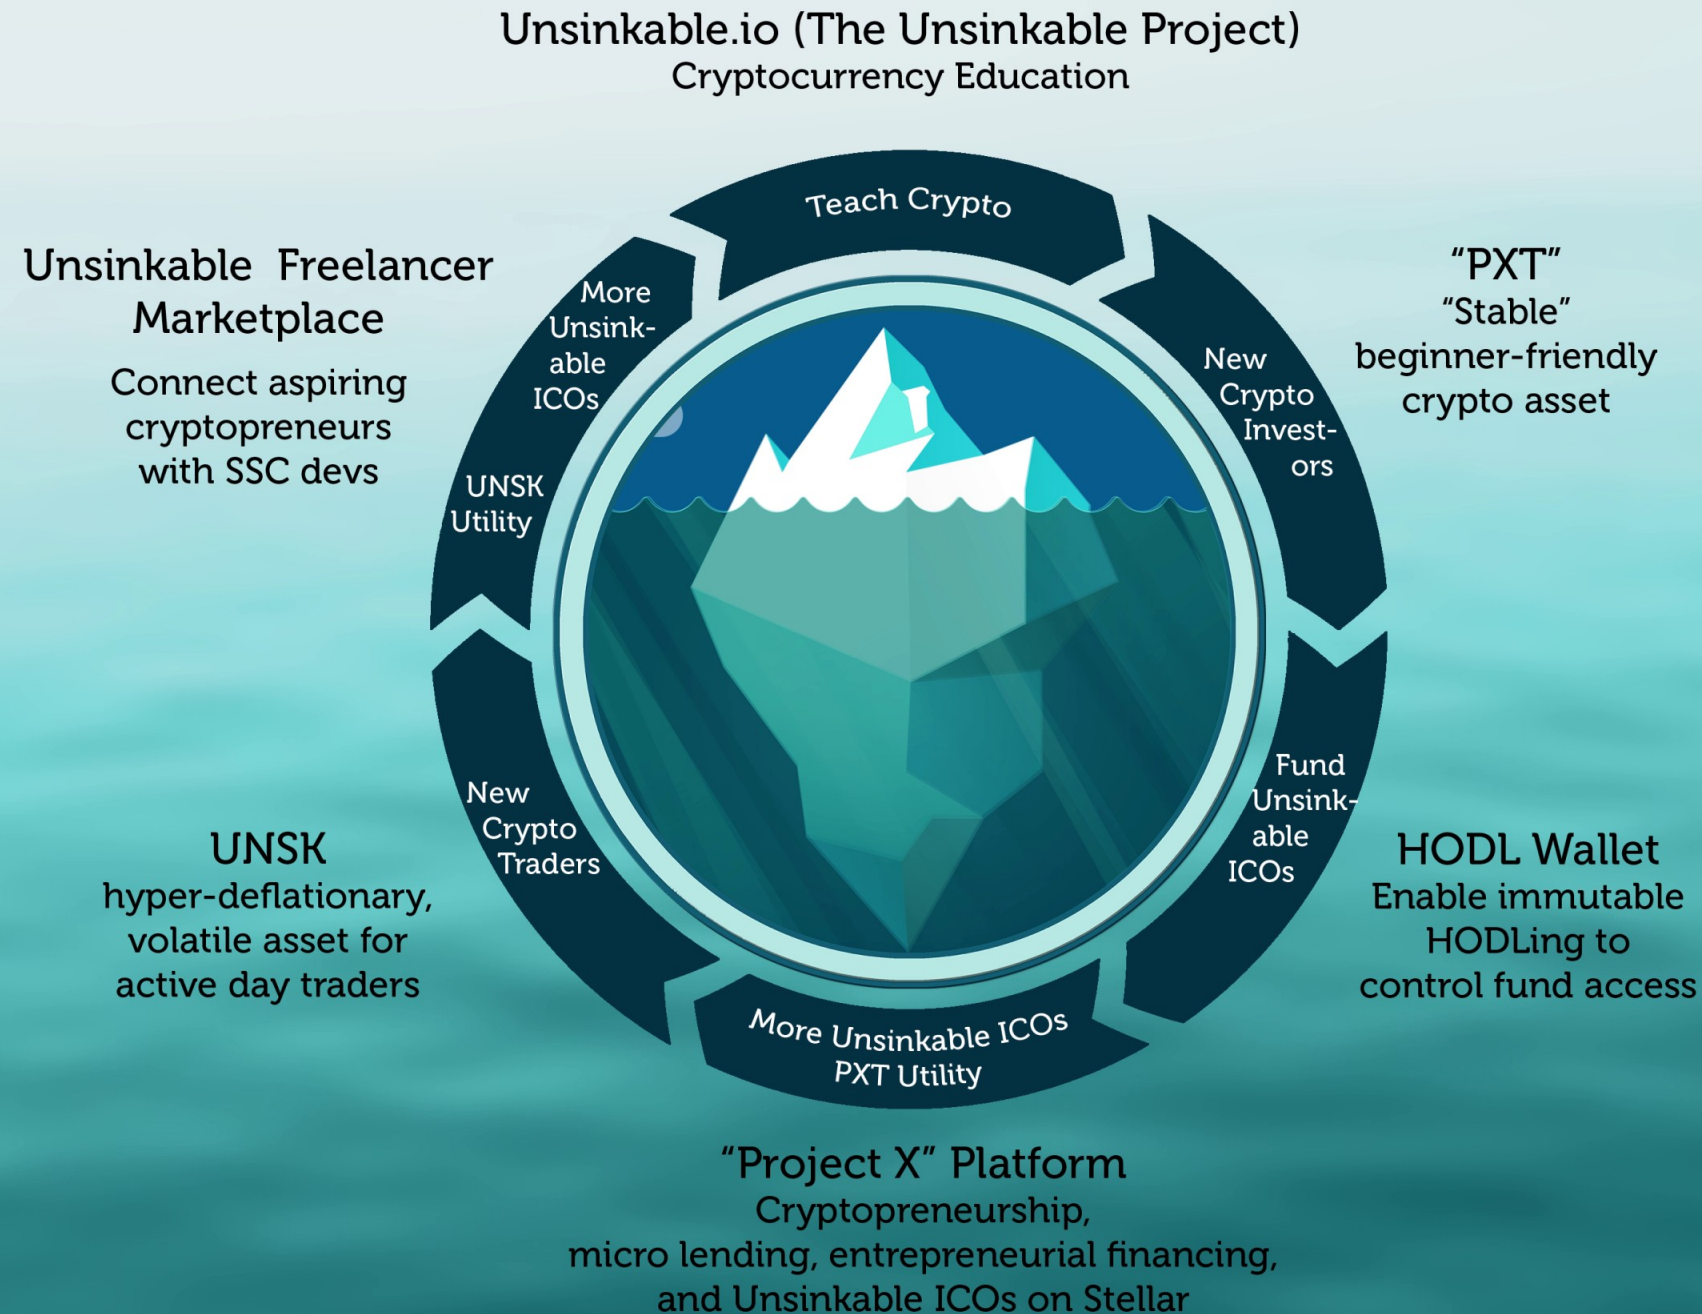 Unsinkable.io (The Unsinkable Project)
Cryptocurrency Education
Teach Crypto
“PXT”
“Stable”
beginner-friendly
crypto asset
New
Crypto
Invest-
ors
HODL Wallet
Enable immutable
HODLing to
control fund access
Fund
Unsink-
able
ICOs
“Project X” Platform
Cryptopreneurship,
micro lending, entrepreneurial financing,
and Unsinkable ICOs on Stellar
More Unsinkable ICOs
PXT Utility
UNSK
hyper-deflationary,
volatile asset for
active day traders
New
Crypto
Traders
Unsinkable Freelancer
Marketplace
Connect aspiring
cryptopreneurs
with SSC devs
More
Unsink-
able
ICOs
UNSK
Utility